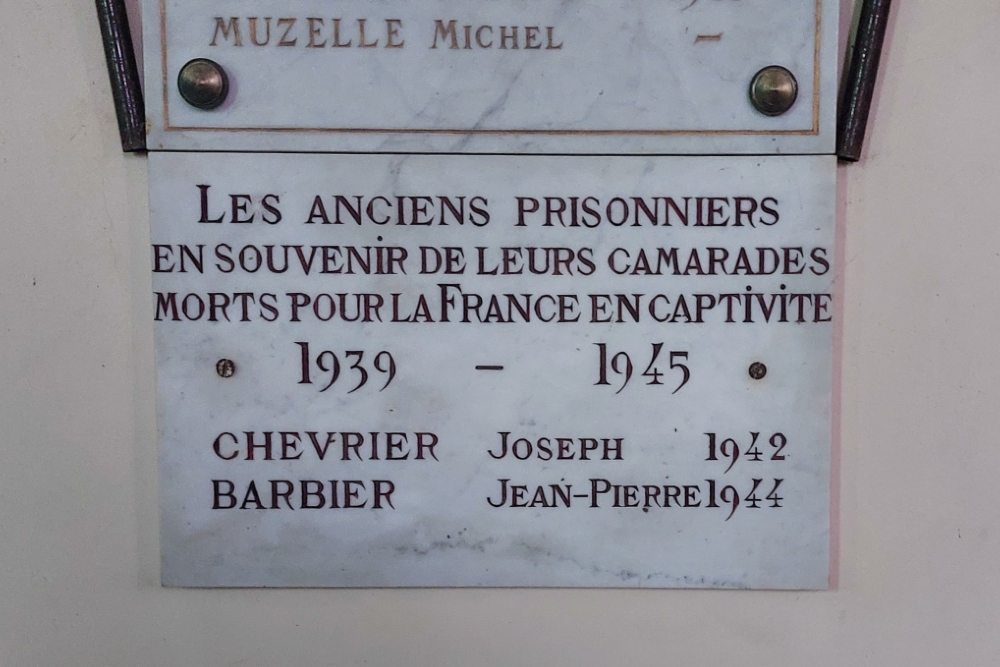 MUZELLE MICHEL -
LES ANCIENS PRISONNIERS
EN SOUVENIR DE LEURS CAMARADES
MORTS POUR LA FRANCE EN CAPTIVITE
1939 - 1945
CHEVRIER JOSEPH 1942
BARBIER JEAN-PIERRE 1944